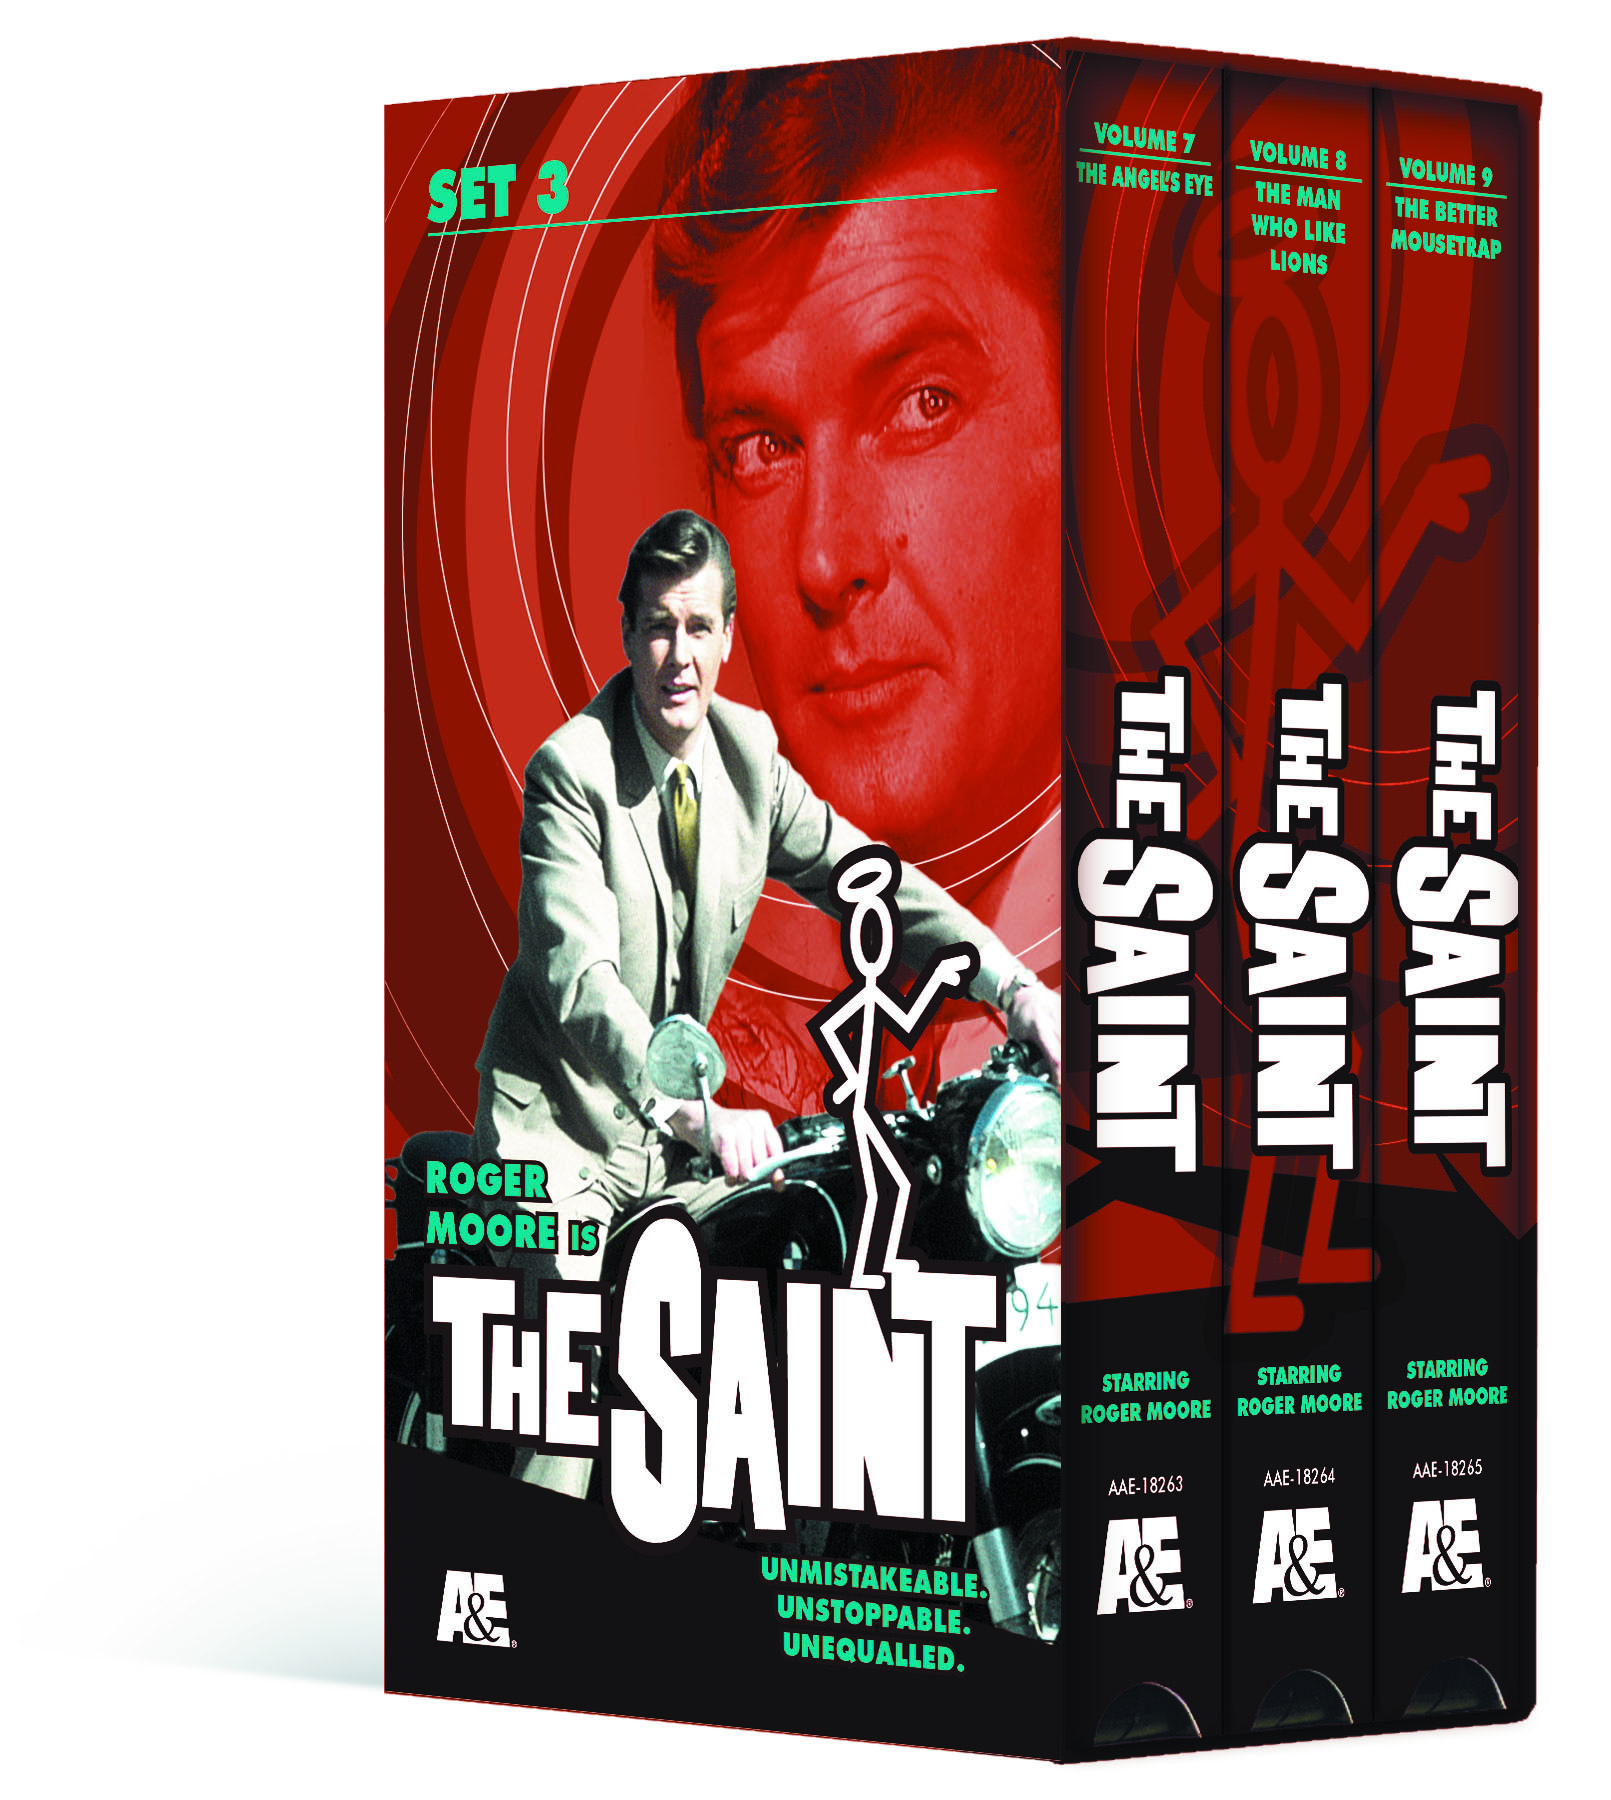 SET 3
ROGER
MOORE IS
THE SAINT
94
A&E®
UNMISTAKEABLE.
UNSTOPPABLE.
UNEQUALLED.
VOLUME 7
THE ANGEL'S EYE
THE SAINT
STARRING
ROGER MOORE
AAE-18263
A&E®
VOLUME 8
THE MAN
WHO LIKE
LIONS
THE SAINT
STARRING
ROGER MOORE
AAE-18264
A&E®
VOLUME 9
THE BETTER
MOUSETRAP
THE SAINT
STARRING
ROGER MOORE
AAE-18265
A&E®